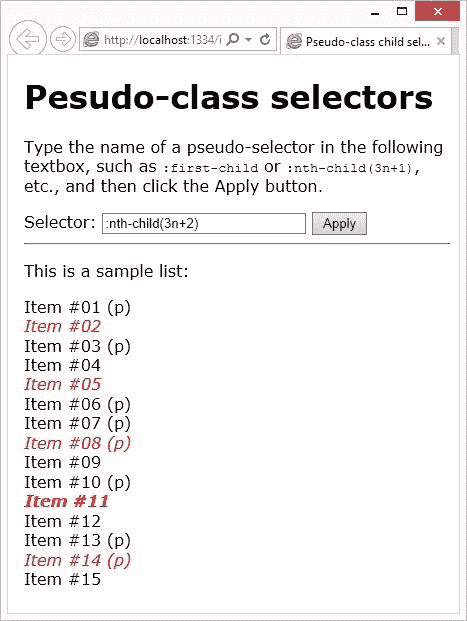 http://localhost:1334/i
Pseudo-class child sel...
Pesudo-class selectors
Type the name of a pseudo-selector in the following
textbox, such as :first-child or :nth-child(3n+1),
etc., and then click the Apply button.
Selector: :nth-child(3n+2) Apply
This is a sample list:
Item #01 (p)
Item #02
Item #03 (p)
Item #04
Item #05
Item #06 (p)
Item #07 (p)
Item #08 (p)
Item #09
Item #10 (p)
Item #11
Item #12
Item #13 (p)
Item #14 (p)
Item #15